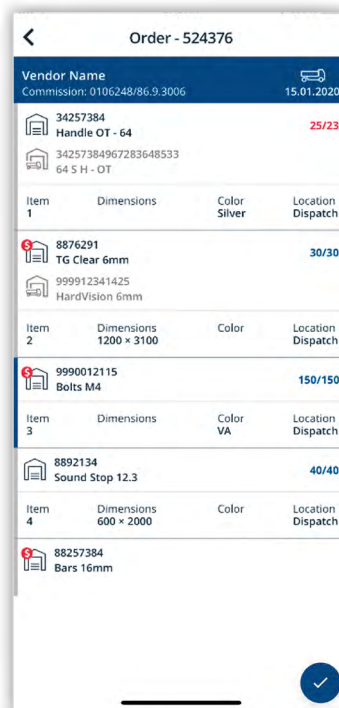 Order - 524376
Vendor Name
Commission: 0106248/86.9.3006
15.01.2020
34257384
Handle OT - 64
25/23
34257384967283648533
64 S H - OT
Item Dimensions Color Location
1 Silver Dispatch
$
8876291
TG Clear 6mm
30/30
999912341425
HardVision 6mm
Item Dimensions Color Location
2 1200 × 3100 Dispatch
$
9990012115
Bolts M4
150/150
Item Dimensions Color Location
3 VA Dispatch
8892134
Sound Stop 12.3
40/40
Item Dimensions Color Location
4 600 × 2000 Dispatch
$
88257384
Bars 16mm